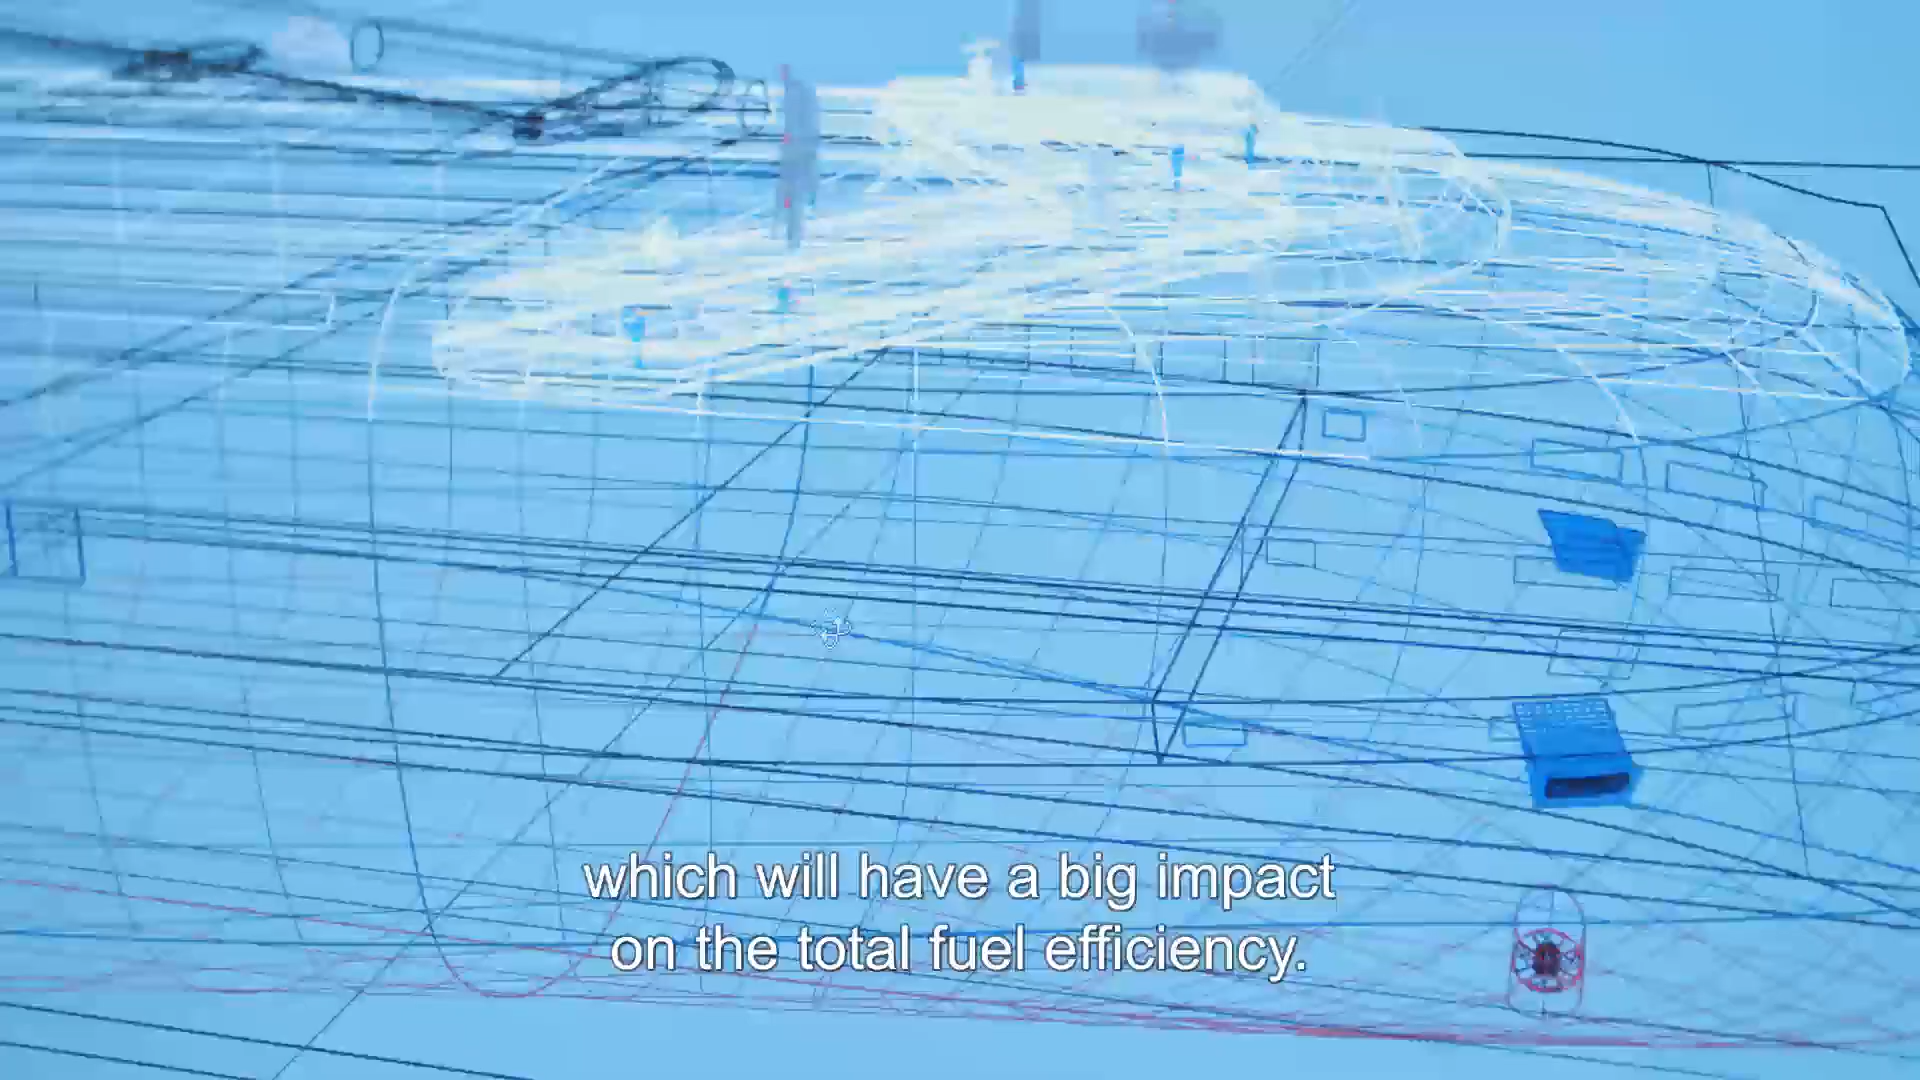 which will have a big impact
on the total fuel efficiency.